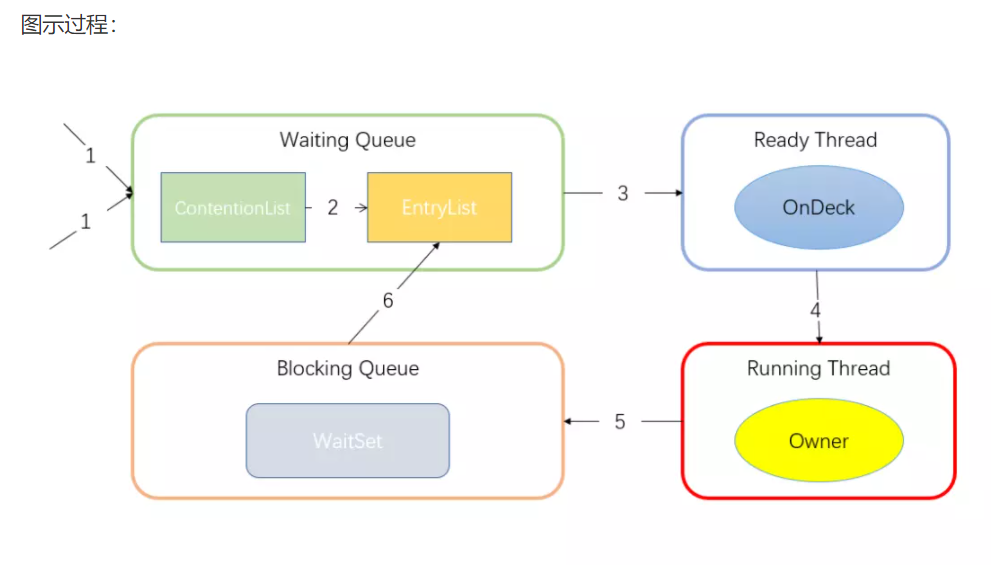 图示过程：
Waiting Queue
Ready Thread
1
ContentionList
2
EntryList
3
OnDeck
1
6
4
Blocking Queue
Running Thread
WaitSet
5
Owner